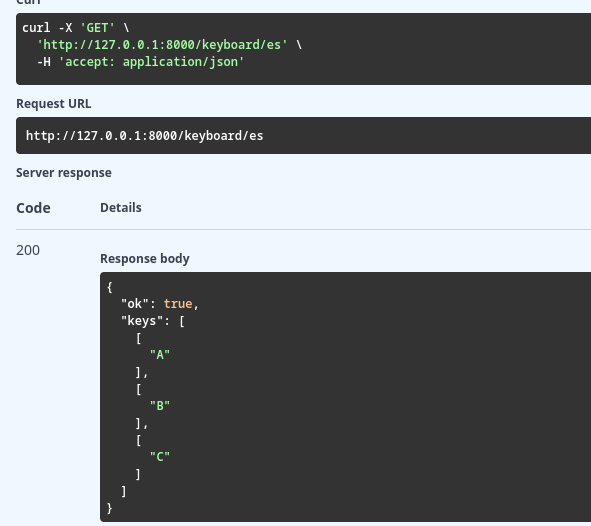 Curl
curl -X 'GET' \
  'http://127.0.0.1:8000/keyboard/es' \
  -H 'accept: application/json'
Request URL
http://127.0.0.1:8000/keyboard/es
Server response
Code Details
200
Response body
{
  "ok": true,
  "keys": [
    [
      "A"
    ],
    [
      "B"
    ],
    [
      "C"
    ]
  ]
}